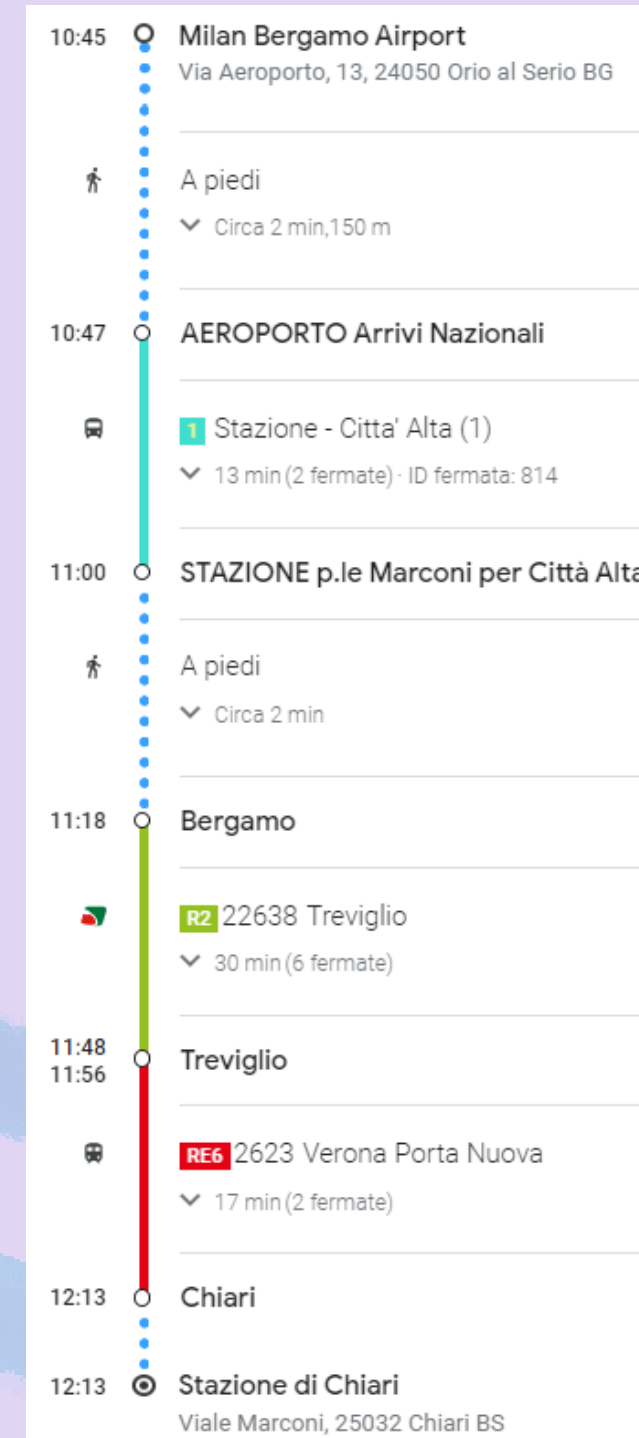 10:45 Milan Bergamo Airport
Via Aeroporto, 13, 24050 Orio al Serio BG
A piedi
Circa 2 min,150 m
10:47 AEROPORTO Arrivi Nazionali
1 Stazione - Citta' Alta (1)
13 min (2 fermate) · ID fermata: 814
11:00 STAZIONE p.le Marconi per Città Alta
A piedi
Circa 2 min
11:18 Bergamo
R2 22638 Treviglio
30 min (6 fermate)
11:48
11:56
Treviglio
RE6 2623 Verona Porta Nuova
17 min (2 fermate)
12:13 Chiari
12:13 Stazione di Chiari
Viale Marconi, 25032 Chiari BS